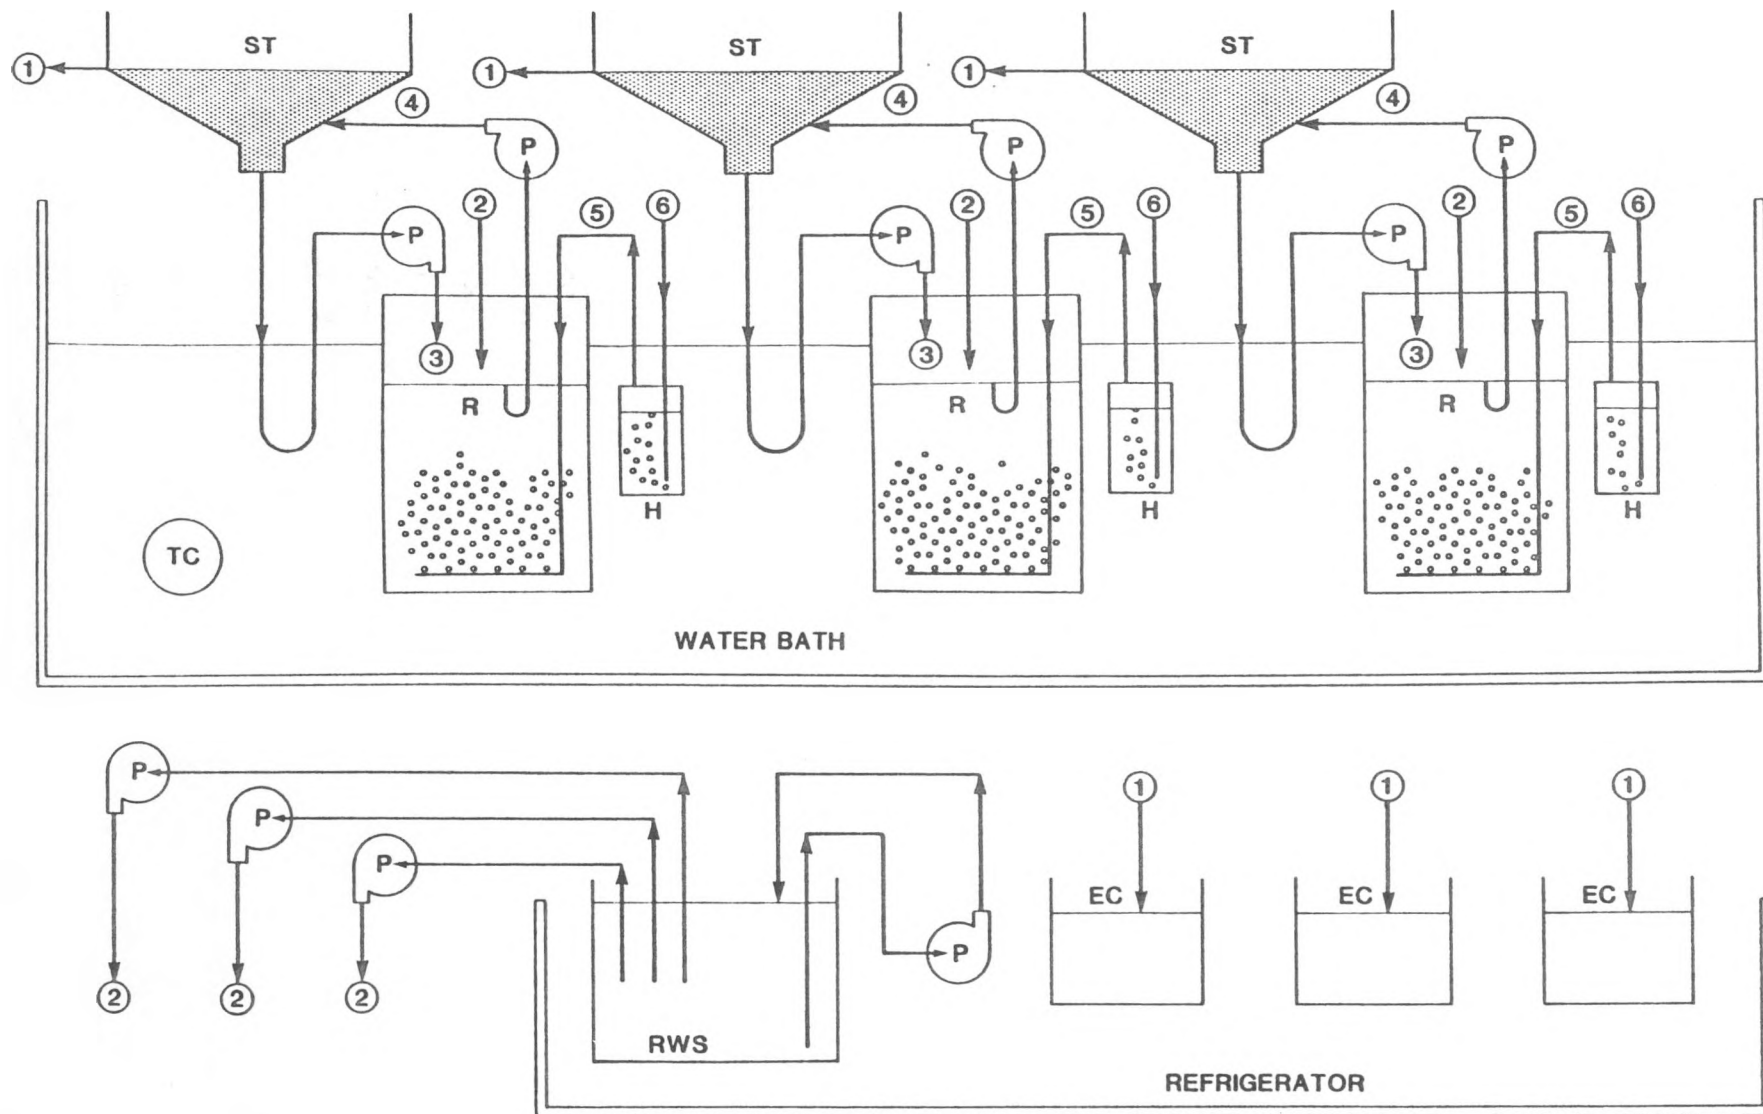 ST ST ST
① ① ①
④ ④ ④
P P P
② ⑤ ⑥ ② ⑤ ⑥ ② ⑤ ⑥
P P P
③ ③ ③
R R R
H H H
TC
WATER BATH
P
P
P
① ① ①
EC EC EC
P
② ② ②
RWS
REFRIGERATOR